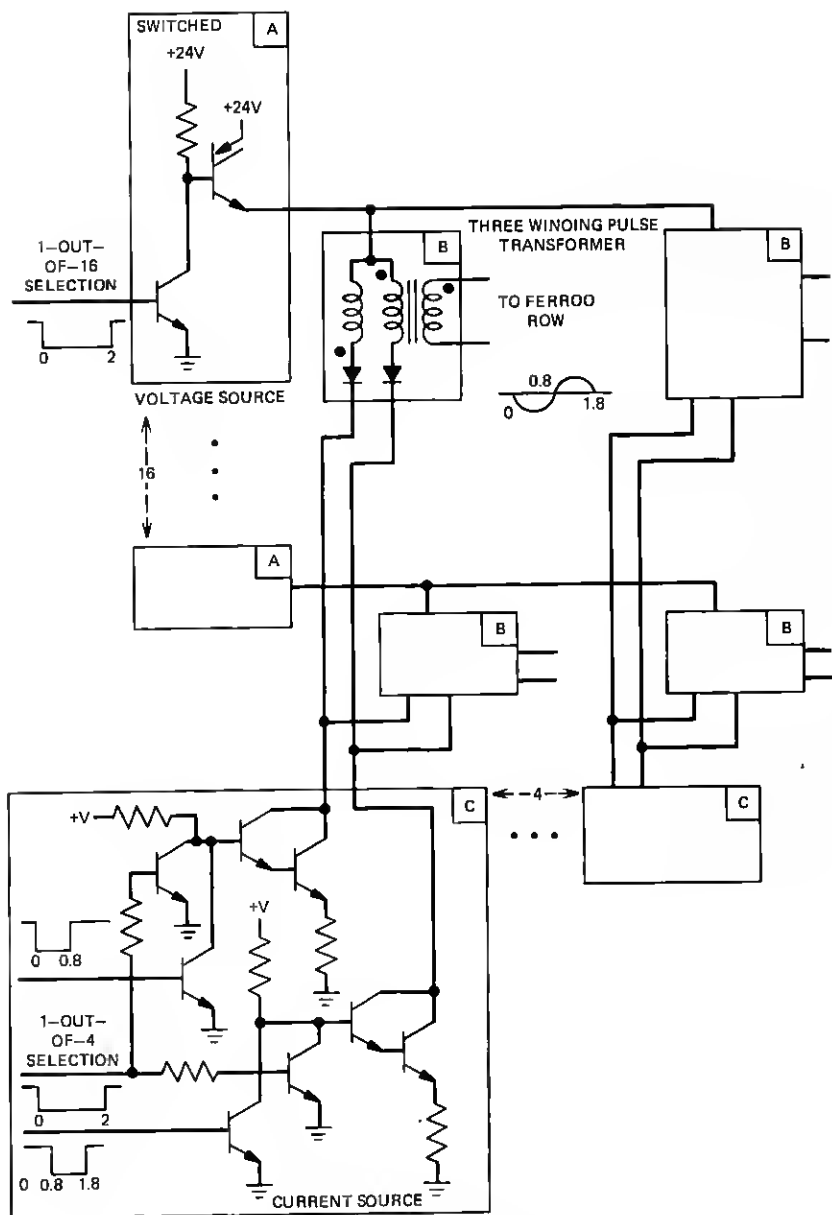 SWITCHED
A
+24V
+24V
1–OUT–
OF–16
SELECTION
0
2
VOLTAGE SOURCE
16
B
THREE WINOING PULSE
TRANSFORMER
TO FERROO
ROW
0
0.8
1.8
B
A
B
B
C
4
C
+V
+V
0
0.8
1–OUT–
OF–4
SELECTION
0
2
0
0.8
1.8
CURRENT SOURCE